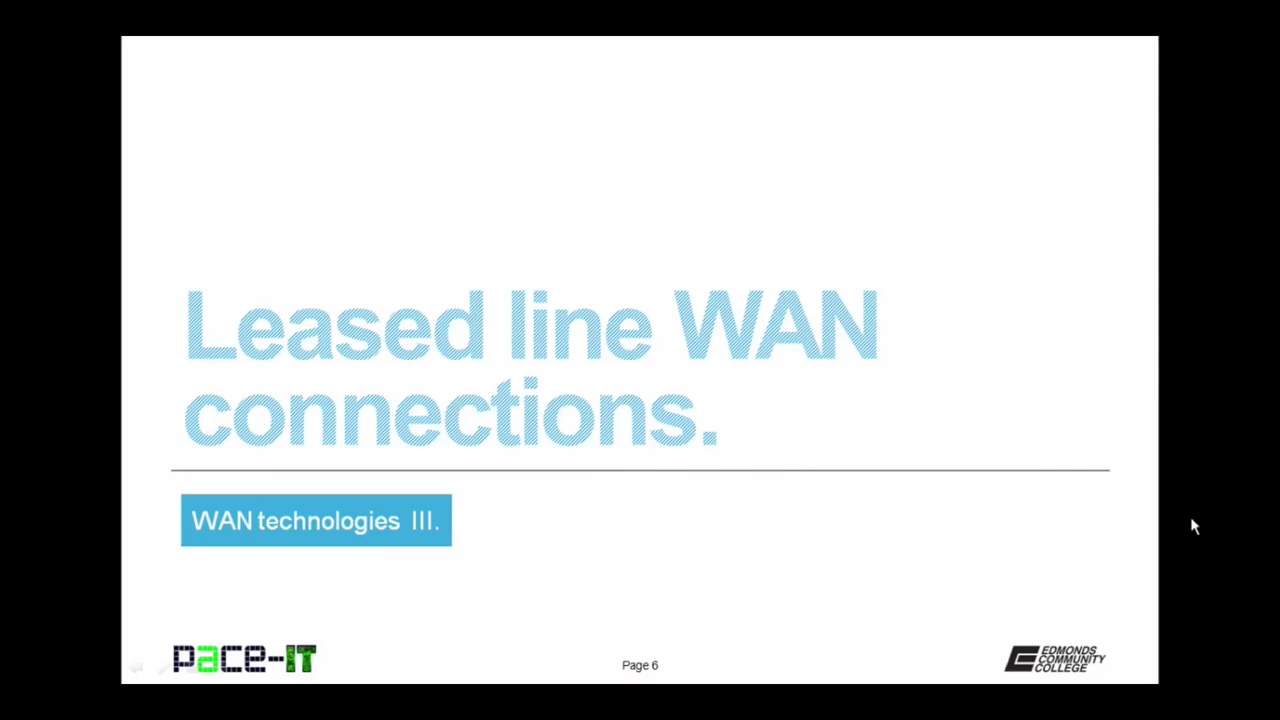 Leased line WAN
connections.
WAN technologies III.
pace-IT
Page 6
EDMONDS
COMMUNITY
COLLEGE